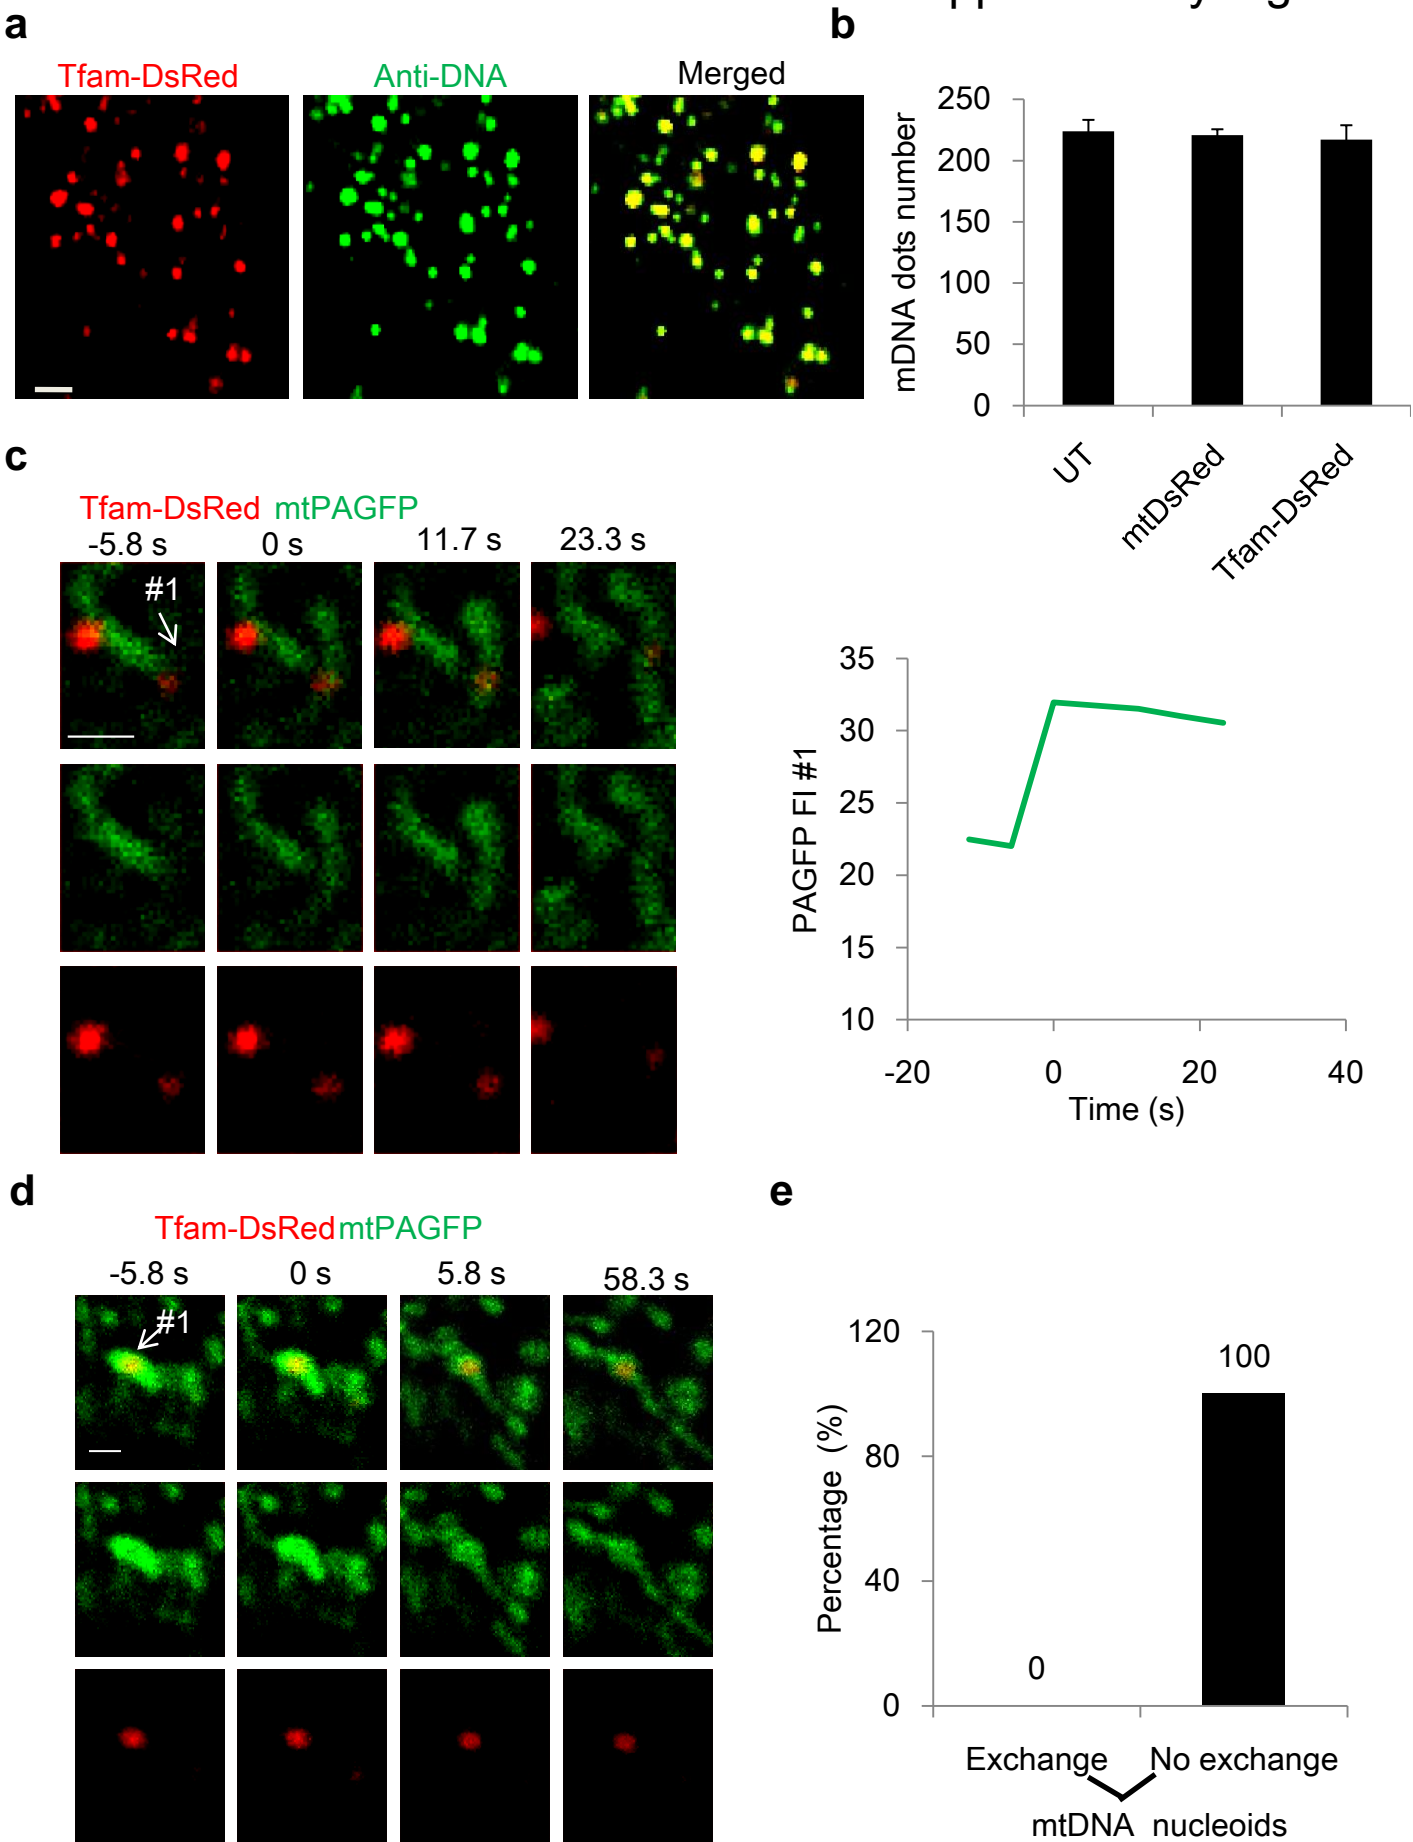 a
b
Tfam-DsRed
Anti-DNA
Merged
mDNA dots number
250
200
150
100
50
0
UT
mtDsRed
Tfam-DsRed
c
Tfam-DsRed mtPAGFP
-5.8 s
0 s
11.7 s
23.3 s
#1
PAGFP FI #1
35
30
25
20
15
10
-20
0
20
40
Time (s)
d
Tfam-DsRed mtPAGFP
-5.8 s
0 s
5.8 s
58.3 s
#1
e
Percentage (%)
120
80
40
0
0
100
Exchange
No exchange
mtDNA nucleoids